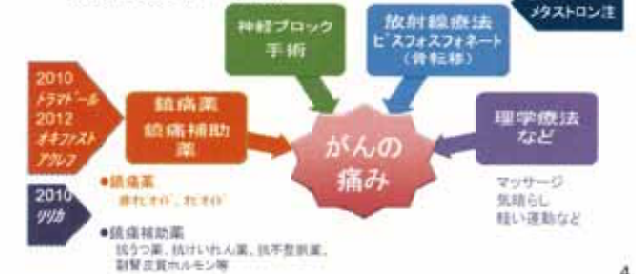 メタストロン注
神経ブロック
手術
放射線療法
ビスフォスフォネート
(骨転移)
2010
トラマドール
2012
オキファスト
アブレフ
鎮痛薬
鎮痛補助
薬
がんの
痛み
理学療法
など
2010
リリカ
●鎮痛薬
非オピオイド、オピオイド
●鎮痛補助薬
抗うつ薬、抗けいれん薬、抗不整脈薬、
副腎皮質ホルモン等
マッサージ
気晴らし
軽い運動など